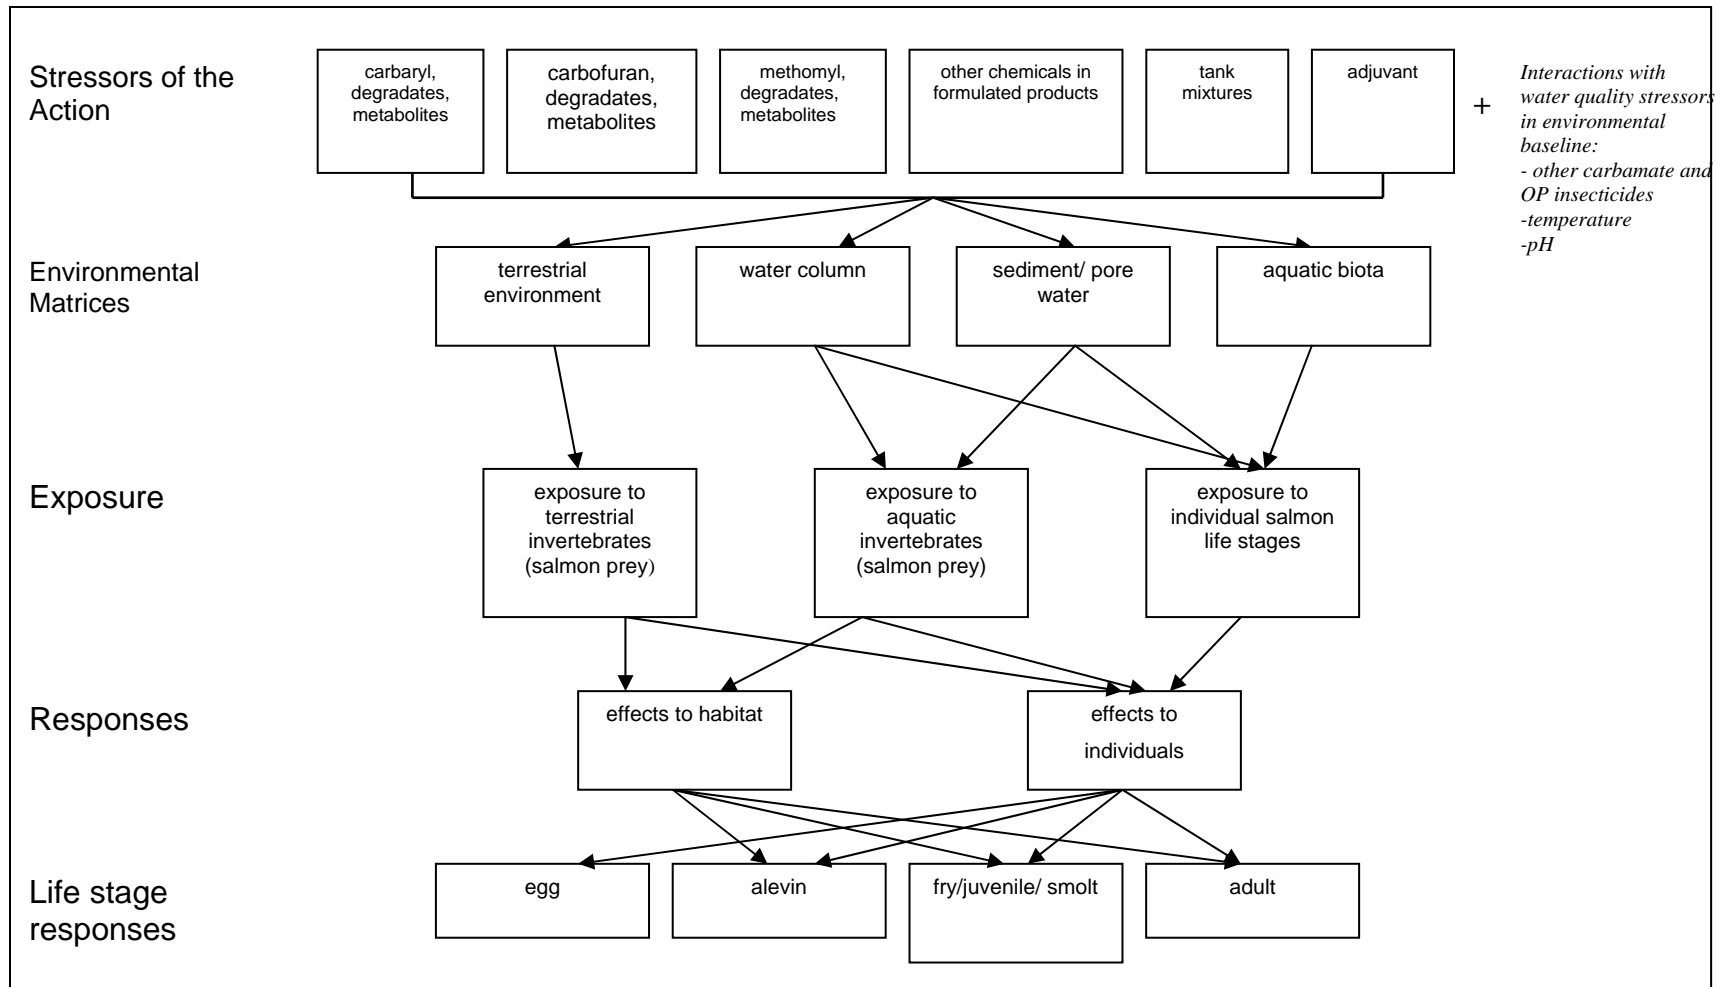 Stressors of the
Action
carbaryl,
degradates,
metabolites
carbofuran,
degradates,
metabolites
methomyl,
degradates,
metabolites
other chemicals in
formulated products
tank
mixtures
adjuvant
+
Interactions with
water quality stressors
in environmental
baseline:
- other carbamate and
OP insecticides
-temperature
-pH
Environmental
Matrices
terrestrial
environment
water column
sediment/ pore
water
aquatic biota
Exposure
exposure to
terrestrial
invertebrates
(salmon prey)
exposure to
aquatic
invertebrates
(salmon prey)
exposure to
individual salmon
life stages
Responses
effects to habitat
effects to
individuals
Life stage
responses
egg
alevin
fry/juvenile/ smolt
adult